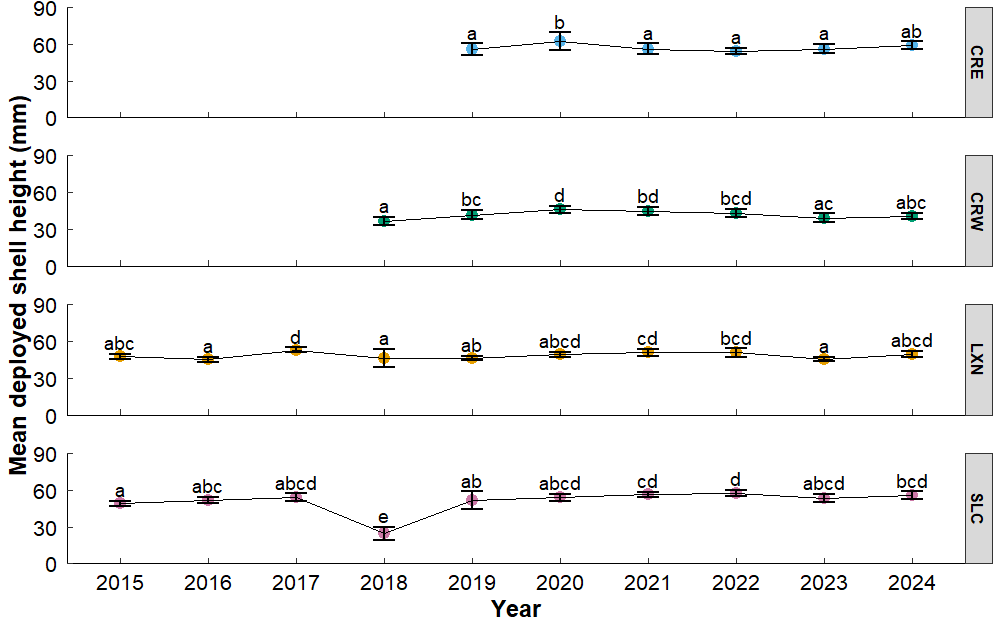 Mean deployed shell height (mm)
90
60
30
0
a
b
a
a
a
ab
CRE
90
60
30
0
a
bc
d
bd
bcd
ac
abc
CRW
90
60
30
0
abc
a
d
a
ab
abcd
cd
bcd
a
abcd
LXN
90
60
30
0
a
abc
abcd
e
ab
abcd
cd
d
abcd
bcd
SLC
2015 2016 2017 2018 2019 2020 2021 2022 2023 2024
Year